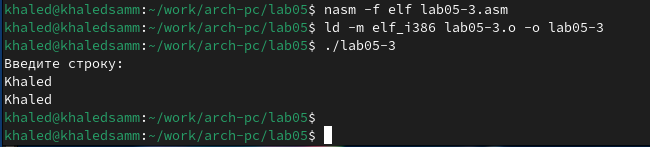 khaled@khaledsamm:~/work/arch-pc/lab05$ nasm -f elf lab05-3.asm
khaled@khaledsamm:~/work/arch-pc/lab05$ ld -m elf_i386 lab05-3.o -o lab05-3
khaled@khaledsamm:~/work/arch-pc/lab05$ ./lab05-3
Введите строку:
Khaled
Khaled
khaled@khaledsamm:~/work/arch-pc/lab05$
khaled@khaledsamm:~/work/arch-pc/lab05$